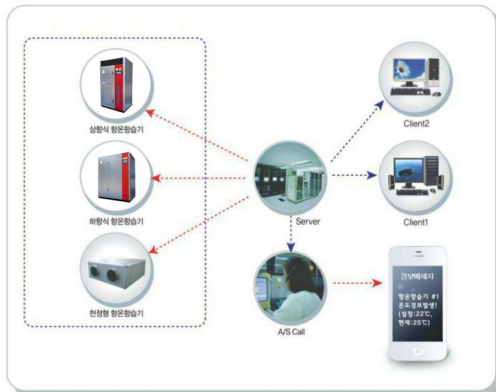 상향식 항온항습기
하향식 항온항습기
천정형 항온항습기
Server
Client2
Client1
A/S Call
경보메세지
항온항습기 #1
온도경보발생!
(설정:22℃,
현재:25℃)